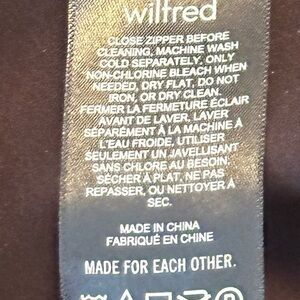 wilfred
CLOSE ZIPPER BEFORE
CLEANING, MACHINE WASH
COLD SEPARATELY, ONLY
NON-CHLORINE BLEACH WHEN
NEEDED, DRY FLAT, DO NOT
IRON, OR DRY CLEAN.
FERMER LA FERMETURE ÉCLAIR
AVANT DE LAVER, LAVER
SÉPARÉMENT À LA MACHINE À
L'EAU FROIDE, UTILISER
SEULEMENT UN JAVELLISANT
SANS CHLORE AU BESOIN,
SÉCHER À PLAT, NE PAS
REPASSER, OU NETTOYER À
SEC.
MADE IN CHINA
FABRIQUÉ EN CHINE
MADE FOR EACH OTHER.